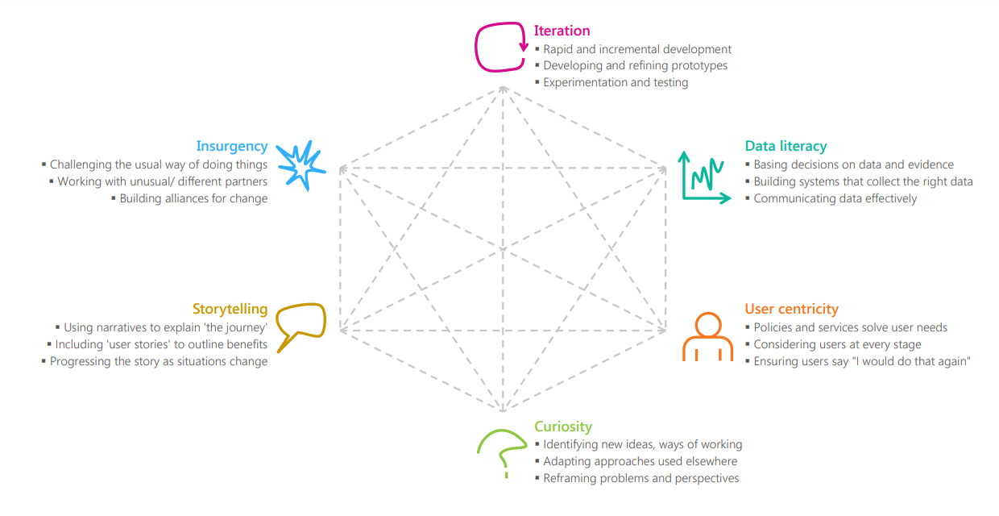 Iteration
▪ Rapid and incremental development
▪ Developing and refining prototypes
▪ Experimentation and testing
Insurgency
▪ Challenging the usual way of doing things
▪ Working with unusual/ different partners
▪ Building alliances for change
Data literacy
▪ Basing decisions on data and evidence
▪ Building systems that collect the right data
▪ Communicating data effectively
Storytelling
▪ Using narratives to explain 'the journey'
▪ Including 'user stories' to outline benefits
▪ Progressing the story as situations change
User centricity
▪ Policies and services solve user needs
▪ Considering users at every stage
▪ Ensuring users say "I would do that again"
Curiosity
▪ Identifying new ideas, ways of working
▪ Adapting approaches used elsewhere
▪ Reframing problems and perspectives